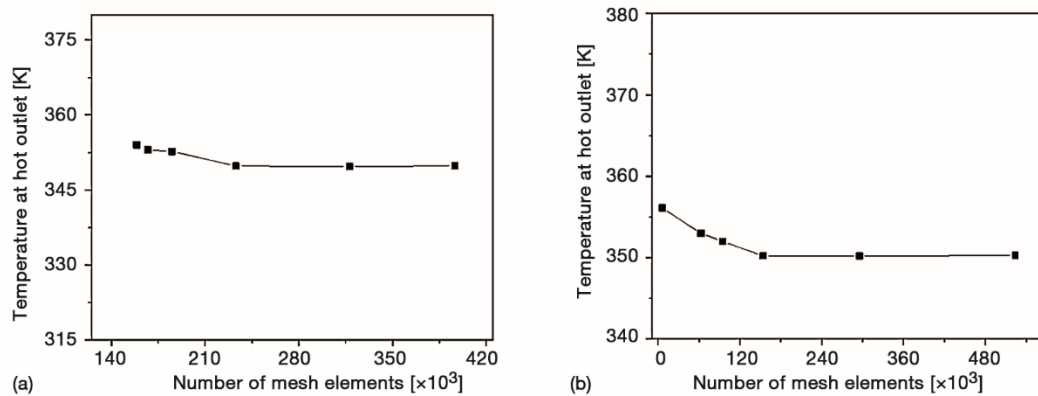 Temperature at hot outlet [K]
375
360
345
330
315
140 210 280 350 420
(a) Number of mesh elements [×10³]
Temperature at hot outlet [K]
380
370
360
350
340
0 120 240 360 480
(b) Number of mesh elements [×10³]